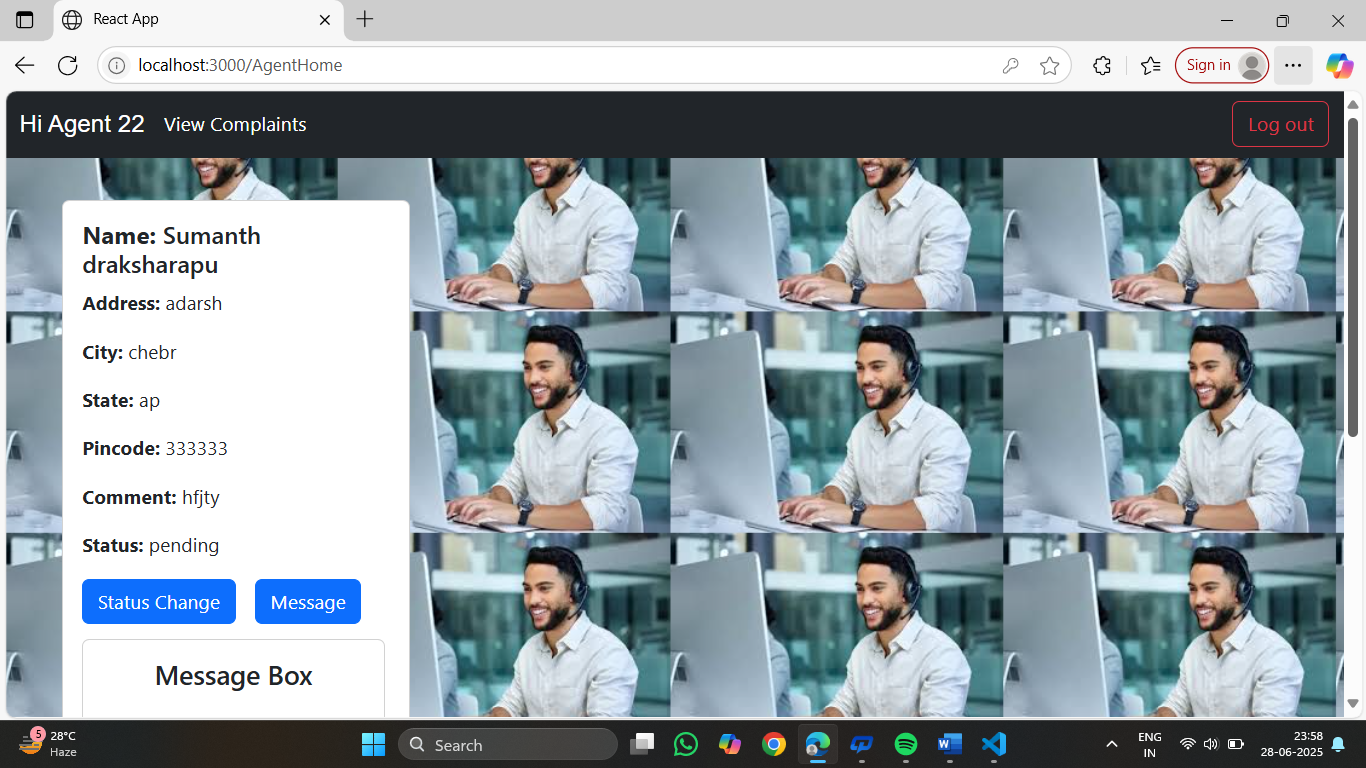 React App
localhost:3000/AgentHome
Sign in
Hi Agent 22 View Complaints Log out
Name: Sumanth
draksharapu
Address: adarsh
City: chebr
State: ap
Pincode: 333333
Comment: hfjty
Status: pending
Status Change Message
Message Box
5
28°C
Haze
Search
ENG
IN
23:58
28-06-2025